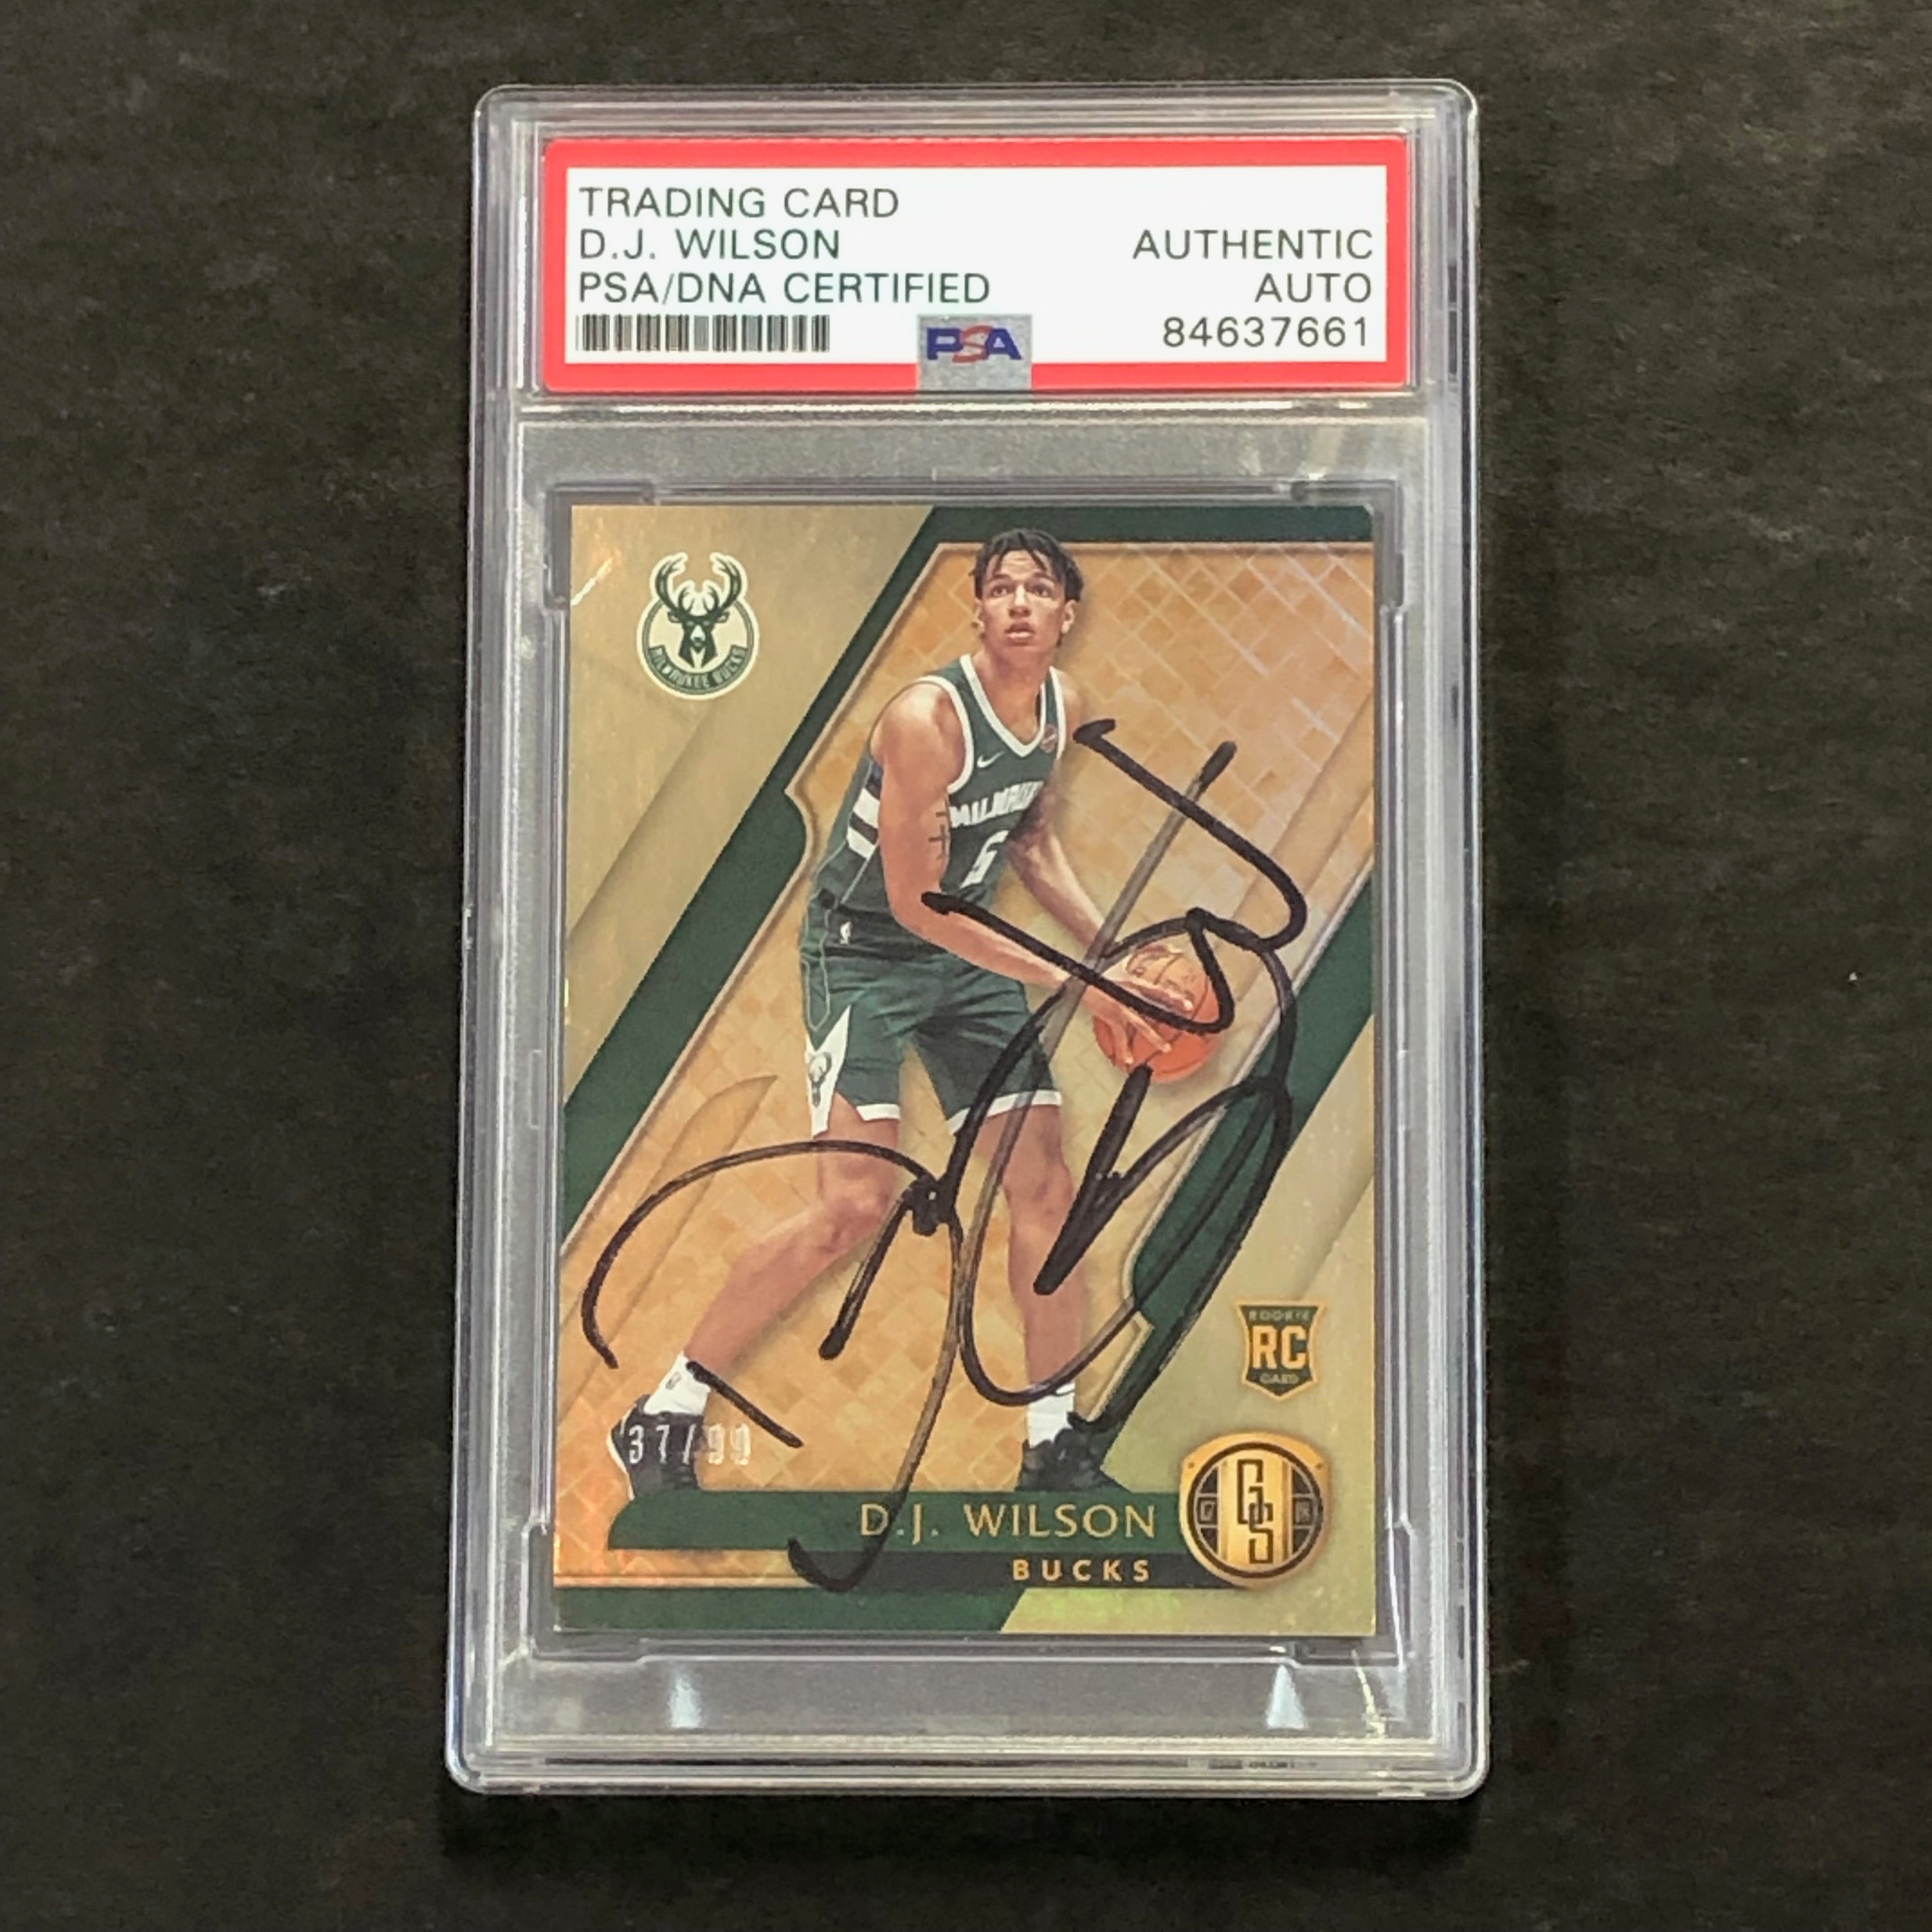 TRADING CARD
D.J. WILSON
AUTHENTIC
PSA/DNA CERTIFIED
AUTO
PSA
84637661
MILWAUKEE BUCKS
ROOKIE
RC
CARD
37/99
D.J. WILSON
BUCKS
GS